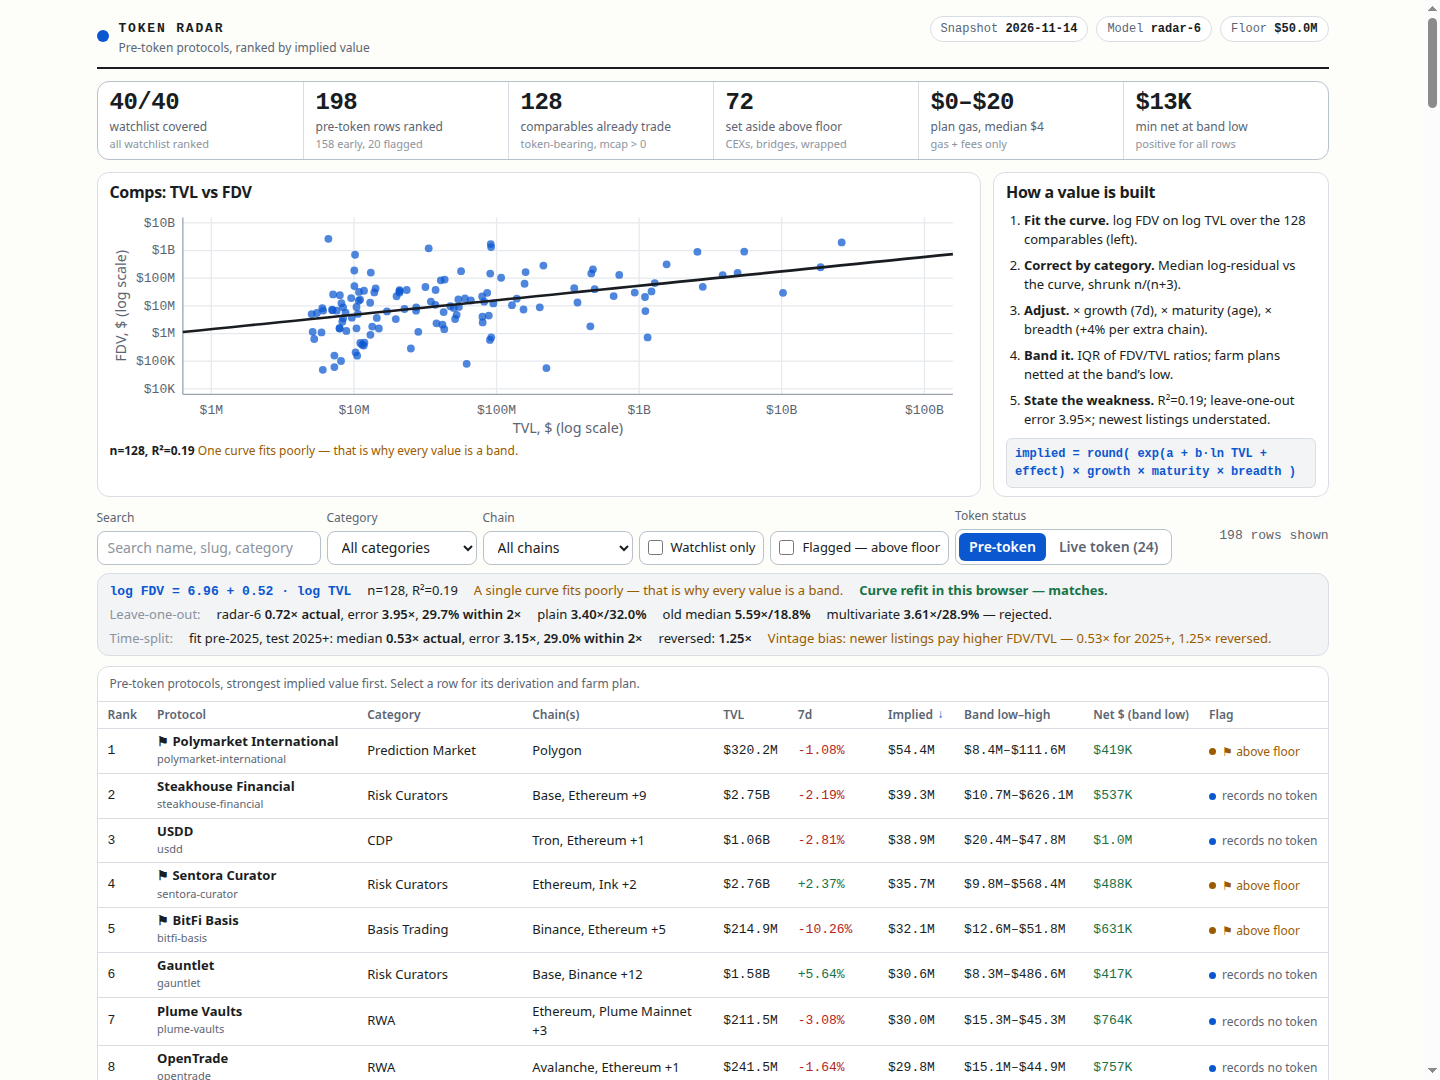 TOKEN RADAR
Pre-token protocols, ranked by implied value
Snapshot 2026-11-14
Model radar-6
Floor $50.0M
40/40
watchlist covered
all watchlist ranked
198
pre-token rows ranked
158 early, 20 flagged
128
comparables already trade
token-bearing, mcap > 0
72
set aside above floor
CEXs, bridges, wrapped
$0–$20
plan gas, median $4
gas + fees only
$13K
min net at band low
positive for all rows
Comps: TVL vs FDV
$10B
$1B
$100M
$10M
$1M
$100K
$10K
FDV, $ (log scale)
$1M
$10M
$100M
$1B
$10B
$100B
TVL, $ (log scale)
n=128, R²=0.19 One curve fits poorly — that is why every value is a band.
How a value is built
1. Fit the curve. log FDV on log TVL over the 128
comparables (left).
2. Correct by category. Median log-residual vs
the curve, shrunk n/(n+3).
3. Adjust. × growth (7d), × maturity (age), ×
breadth (+4% per extra chain).
4. Band it. IQR of FDV/TVL ratios; farm plans
netted at the band's low.
5. State the weakness. R²=0.19; leave-one-out
error 3.95×; newest listings understated.
implied = round( exp(a + b·ln TVL +
effect) × growth × maturity × breadth )
Search
Search name, slug, category
Category
All categories
Chain
All chains
Watchlist only
Flagged — above floor
Token status
Pre-token
Live token (24)
198 rows shown
log FDV = 6.96 + 0.52 · log TVL n=128, R²=0.19 A single curve fits poorly — that is why every value is a band. Curve refit in this browser — matches.
Leave-one-out: radar-6 0.72× actual, error 3.95×, 29.7% within 2× plain 3.40×/32.0% old median 5.59×/18.8% multivariate 3.61×/28.9% — rejected.
Time-split: fit pre-2025, test 2025+: median 0.53× actual, error 3.15×, 29.0% within 2× reversed: 1.25× Vintage bias: newer listings pay higher FDV/TVL — 0.53× for 2025+, 1.25× reversed.
Pre-token protocols, strongest implied value first. Select a row for its derivation and farm plan.
Rank Protocol Category Chain(s) TVL 7d Implied ↓ Band low–high Net $ (band low) Flag
1 ⚑ Polymarket International Prediction Market Polygon $320.2M -1.08% $54.4M $8.4M–$111.6M $419K ⚑ above floor
polymarket-international
2 Steakhouse Financial Risk Curators Base, Ethereum +9 $2.75B -2.19% $39.3M $10.7M–$626.1M $537K records no token
steakhouse-financial
3 USDD CDP Tron, Ethereum +1 $1.06B -2.81% $38.9M $20.4M–$47.8M $1.0M records no token
usdd
4 ⚑ Sentora Curator Risk Curators Ethereum, Ink +2 $2.76B +2.37% $35.7M $9.8M–$568.4M $488K ⚑ above floor
sentora-curator
5 ⚑ BitFi Basis Basis Trading Binance, Ethereum +5 $214.9M -10.26% $32.1M $12.6M–$51.8M $631K ⚑ above floor
bitfi-basis
6 Gauntlet Risk Curators Base, Binance +12 $1.58B +5.64% $30.6M $8.3M–$486.6M $417K records no token
gauntlet
7 Plume Vaults RWA Ethereum, Plume Mainnet +3 $211.5M -3.08% $30.0M $15.3M–$45.3M $764K records no token
plume-vaults
8 OpenTrade RWA Avalanche, Ethereum +1 $241.5M -1.64% $29.8M $15.1M–$44.9M $757K records no token
opentrade